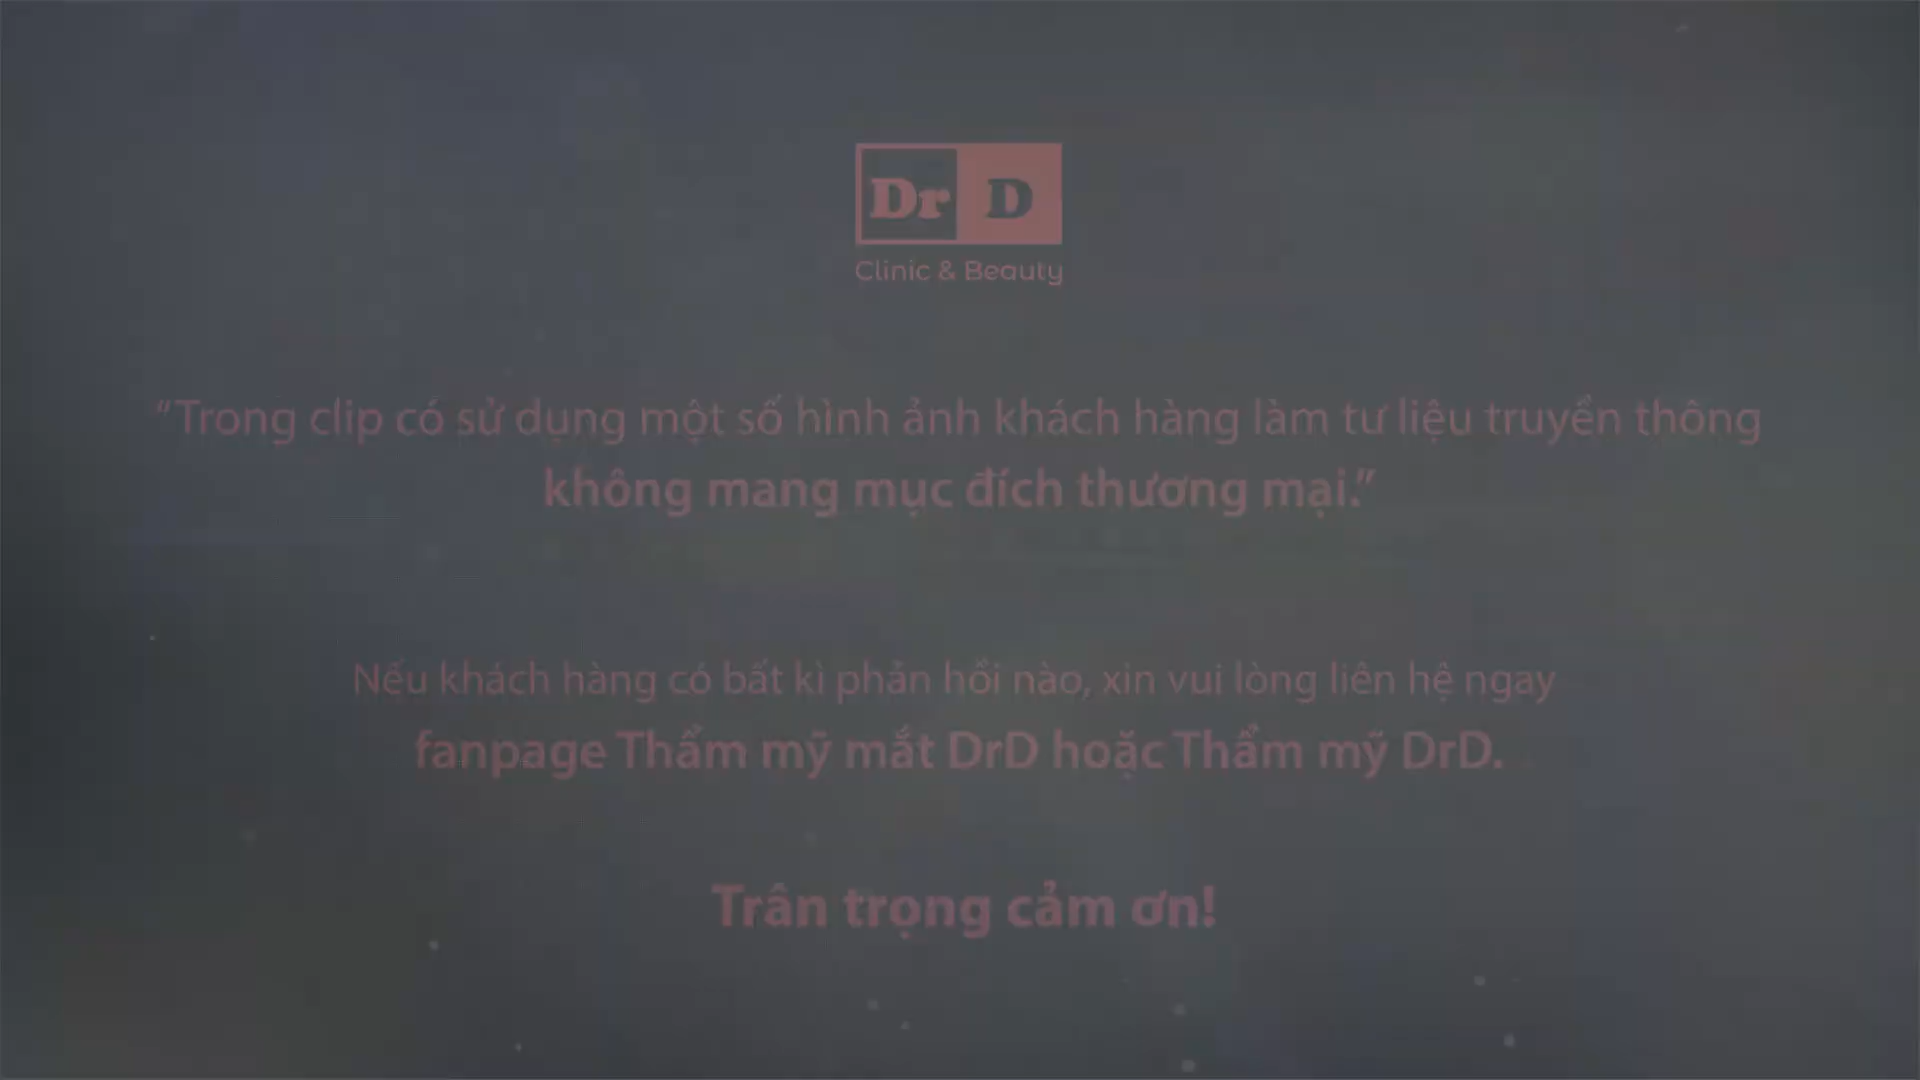 Dr D
Clinic & Beauty
“Trong clip có sử dụng một số hình ảnh khách hàng làm tư liệu truyền thông
không mang mục đích thương mại.”
Nếu khách hàng có bất kì phản hồi nào, xin vui lòng liên hệ ngay
fanpage Thẩm mỹ mắt DrD hoặc Thẩm mỹ DrD.
Trân trọng cảm ơn!